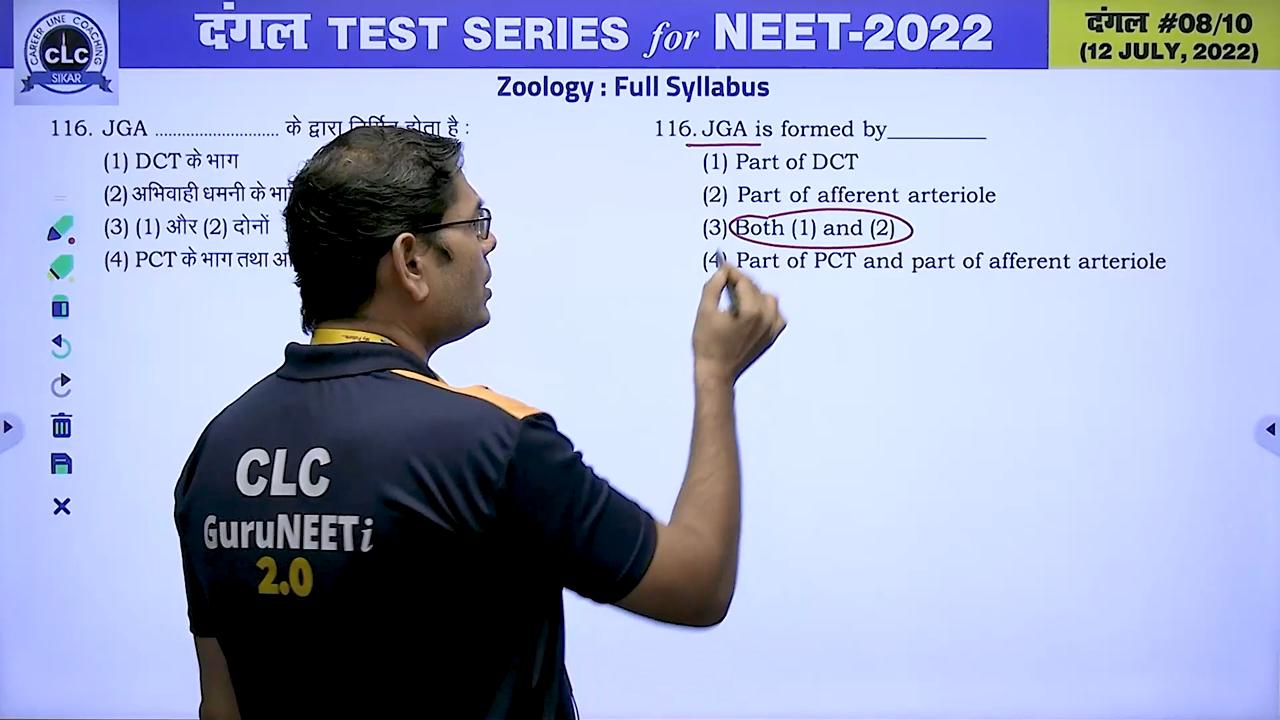 CAREER LINE COACHING
CLC
SIKAR
दंगल TEST SERIES for NEET-2022
दंगल #08/10
(12 JULY, 2022)
Zoology : Full Syllabus
116. JGA ............................ के द्वारा निर्मित होता है :
(1) DCT के भाग
(2) अभिवाही धमनी के
(3) (1) और (2) दोनों
(4) PCT के भाग तथा
116. JGA is formed by__________
(1) Part of DCT
(2) Part of afferent arteriole
(3) Both (1) and (2)
(4) Part of PCT and part of afferent arteriole
CLC
GuruNEETi
2.0